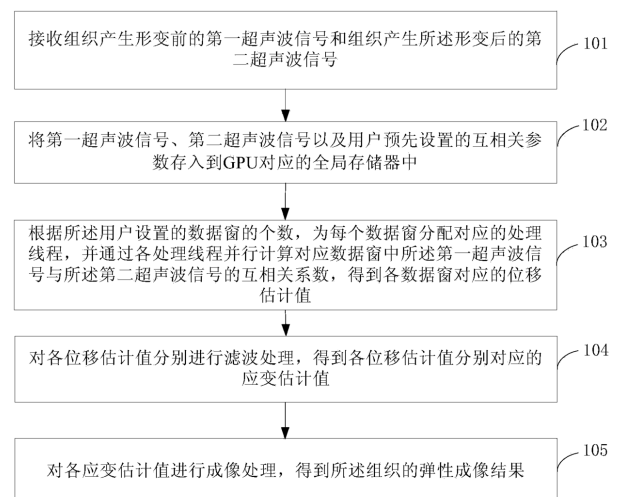 接收组织产生形变前的第一超声波信号和组织产生所述形变后的第
二超声波信号
101
将第一超声波信号、第二超声波信号以及用户预先设置的互相关参
数存入到GPU对应的全局存储器中
102
根据所述用户设置的数据窗的个数，为每个数据窗分配对应的处理
线程，并通过各处理线程并行计算对应数据窗中所述第一超声波信
号与所述第二超声波信号的互相关系数，得到各数据窗对应的位移
估计值
103
对各位移估计值分别进行滤波处理，得到各位移估计值分别对应的
应变估计值
104
对各应变估计值进行成像处理，得到所述组织的弹性成像结果
105